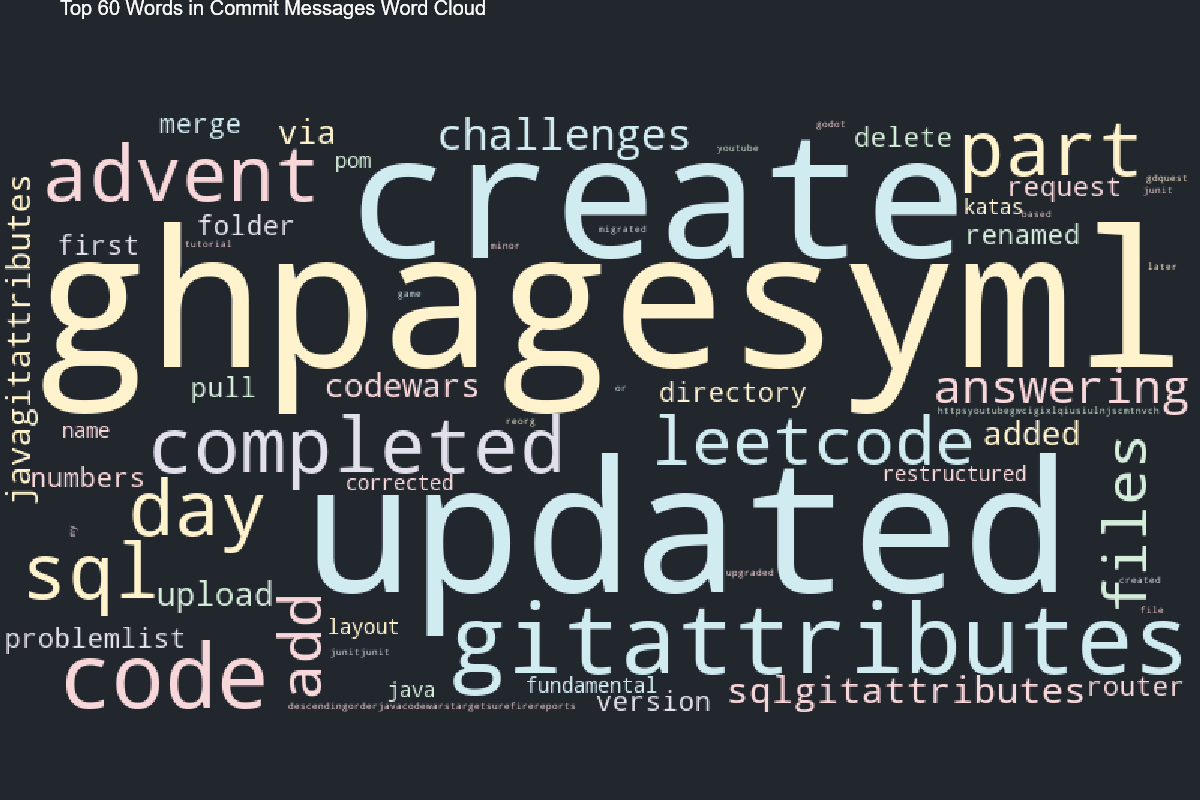 Top 60 Words in Commit Messages Word Cloud
merge
via
challenges
godot
delete
part
advent
pom
create
youtube
gdquest
request
junit
javagitattributes
folder
katas
based
first
tutorial
minor
migrated
renamed
ghpagesyml
game
later
pull
codewars
or
directory
answering
name
reorg
completed
leetcode
added
numbers
corrected
restructured
files
day
updated
sql
upgraded
created
upload
add
layout
gitattributes
file
problemlist
junitjunit
code
java
fundamental
version
sqlgitattributes
router
descendingorderjavacodewarstargetsurefirereports